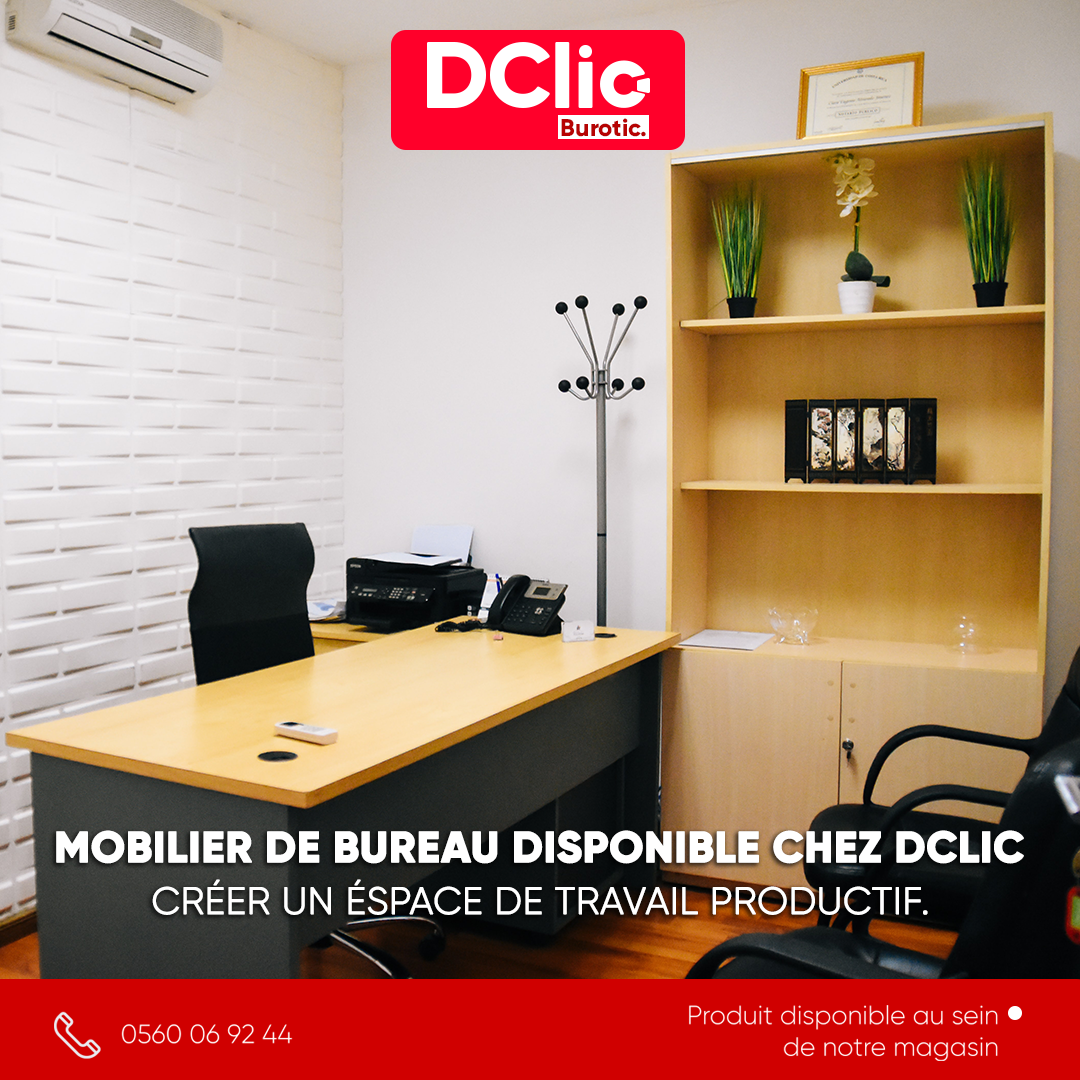 DClic
Burotic.
MOBILIER DE BUREAU DISPONIBLE CHEZ DCLIC
CRÉER UN ÉSPACE DE TRAVAIL PRODUCTIF.
0560 06 92 44
Produit disponible au sein
de notre magasin
EPSON